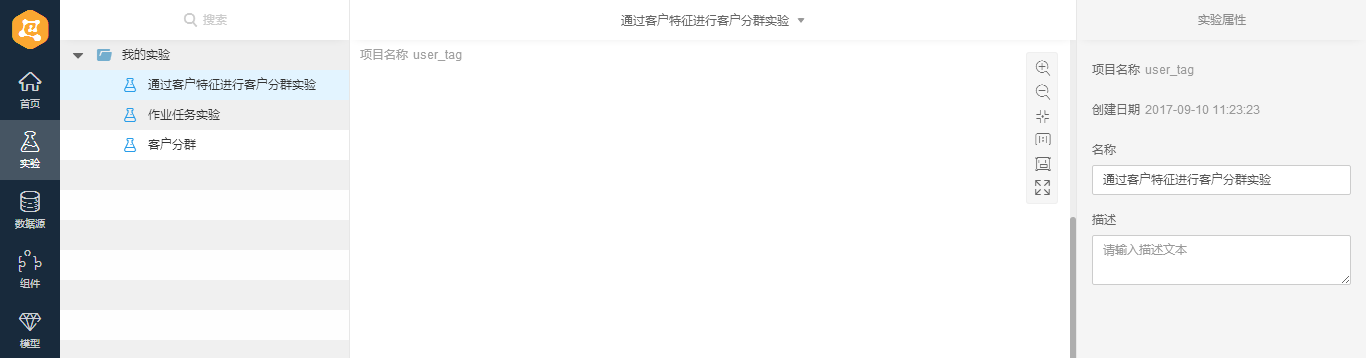 首页
实验
数据源
组件
模型
搜索
我的实验
通过客户特征进行客户分群实验
作业任务实验
客户分群
通过客户特征进行客户分群实验
项目名称 user_tag
实验属性
项目名称 user_tag
创建日期 2017-09-10 11:23:23
名称
通过客户特征进行客户分群实验
描述
请输入描述文本